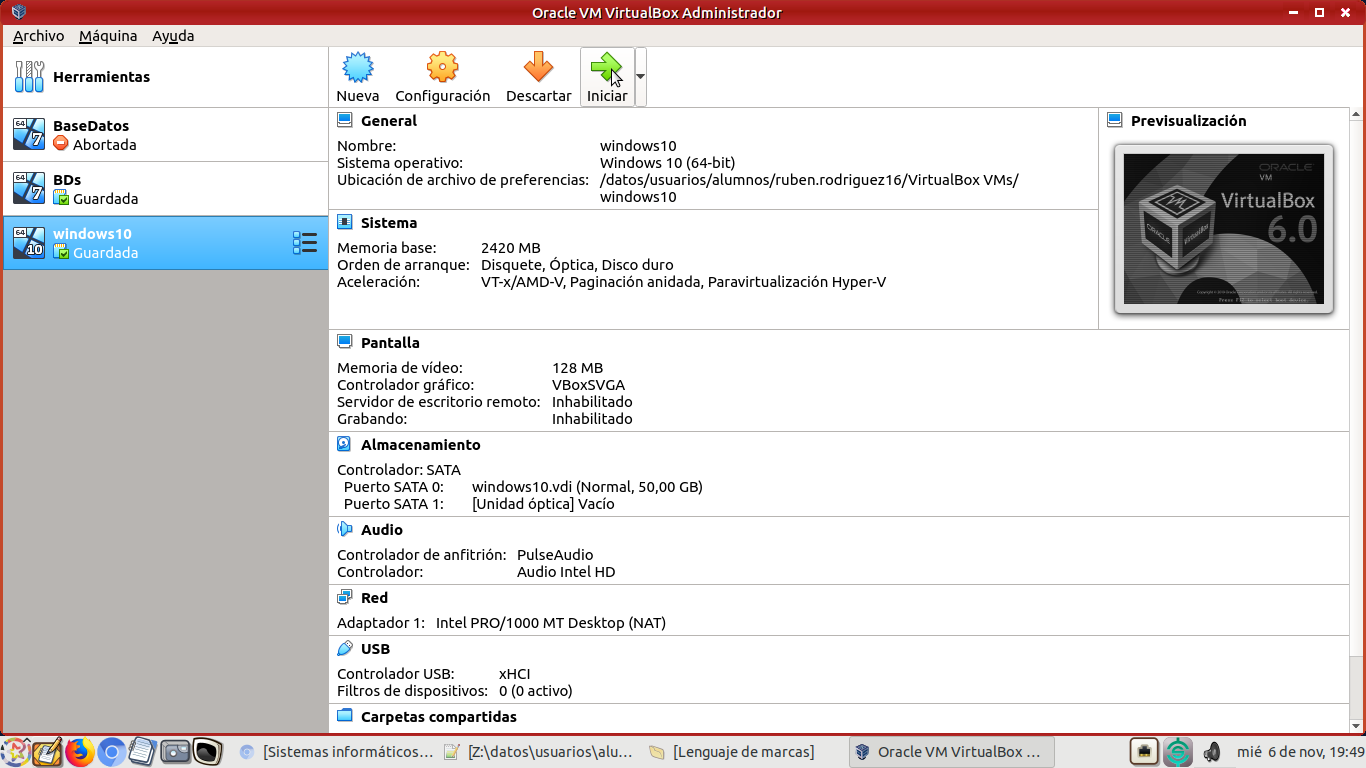 Oracle VM VirtualBox Administrador
Archivo Máquina Ayuda
Herramientas
Nueva Configuración Descartar Iniciar
64 7 BaseDatos
Abortada
64 7 BDs
Guardada
64 10 windows10
Guardada
General
Nombre: windows10
Sistema operativo: Windows 10 (64-bit)
Ubicación de archivo de preferencias: /datos/usuarios/alumnos/ruben.rodriguez16/VirtualBox VMs/
windows10
Previsualización
ORACLE
VM
VirtualBox
6.0
Sistema
Memoria base: 2420 MB
Orden de arranque: Disquete, Óptica, Disco duro
Aceleración: VT-x/AMD-V, Paginación anidada, Paravirtualización Hyper-V
Pantalla
Memoria de vídeo: 128 MB
Controlador gráfico: VBoxSVGA
Servidor de escritorio remoto: Inhabilitado
Grabando: Inhabilitado
Almacenamiento
Controlador: SATA
Puerto SATA 0: windows10.vdi (Normal, 50,00 GB)
Puerto SATA 1: [Unidad óptica] Vacío
Audio
Controlador de anfitrión: PulseAudio
Controlador: Audio Intel HD
Red
Adaptador 1: Intel PRO/1000 MT Desktop (NAT)
USB
Controlador USB: xHCI
Filtros de dispositivos: 0 (0 activo)
Carpetas compartidas
[Sistemas informáticos... [Z:\datos\usuarios\alu... [Lenguaje de marcas] Oracle VM VirtualBox ... mié 6 de nov, 19:49